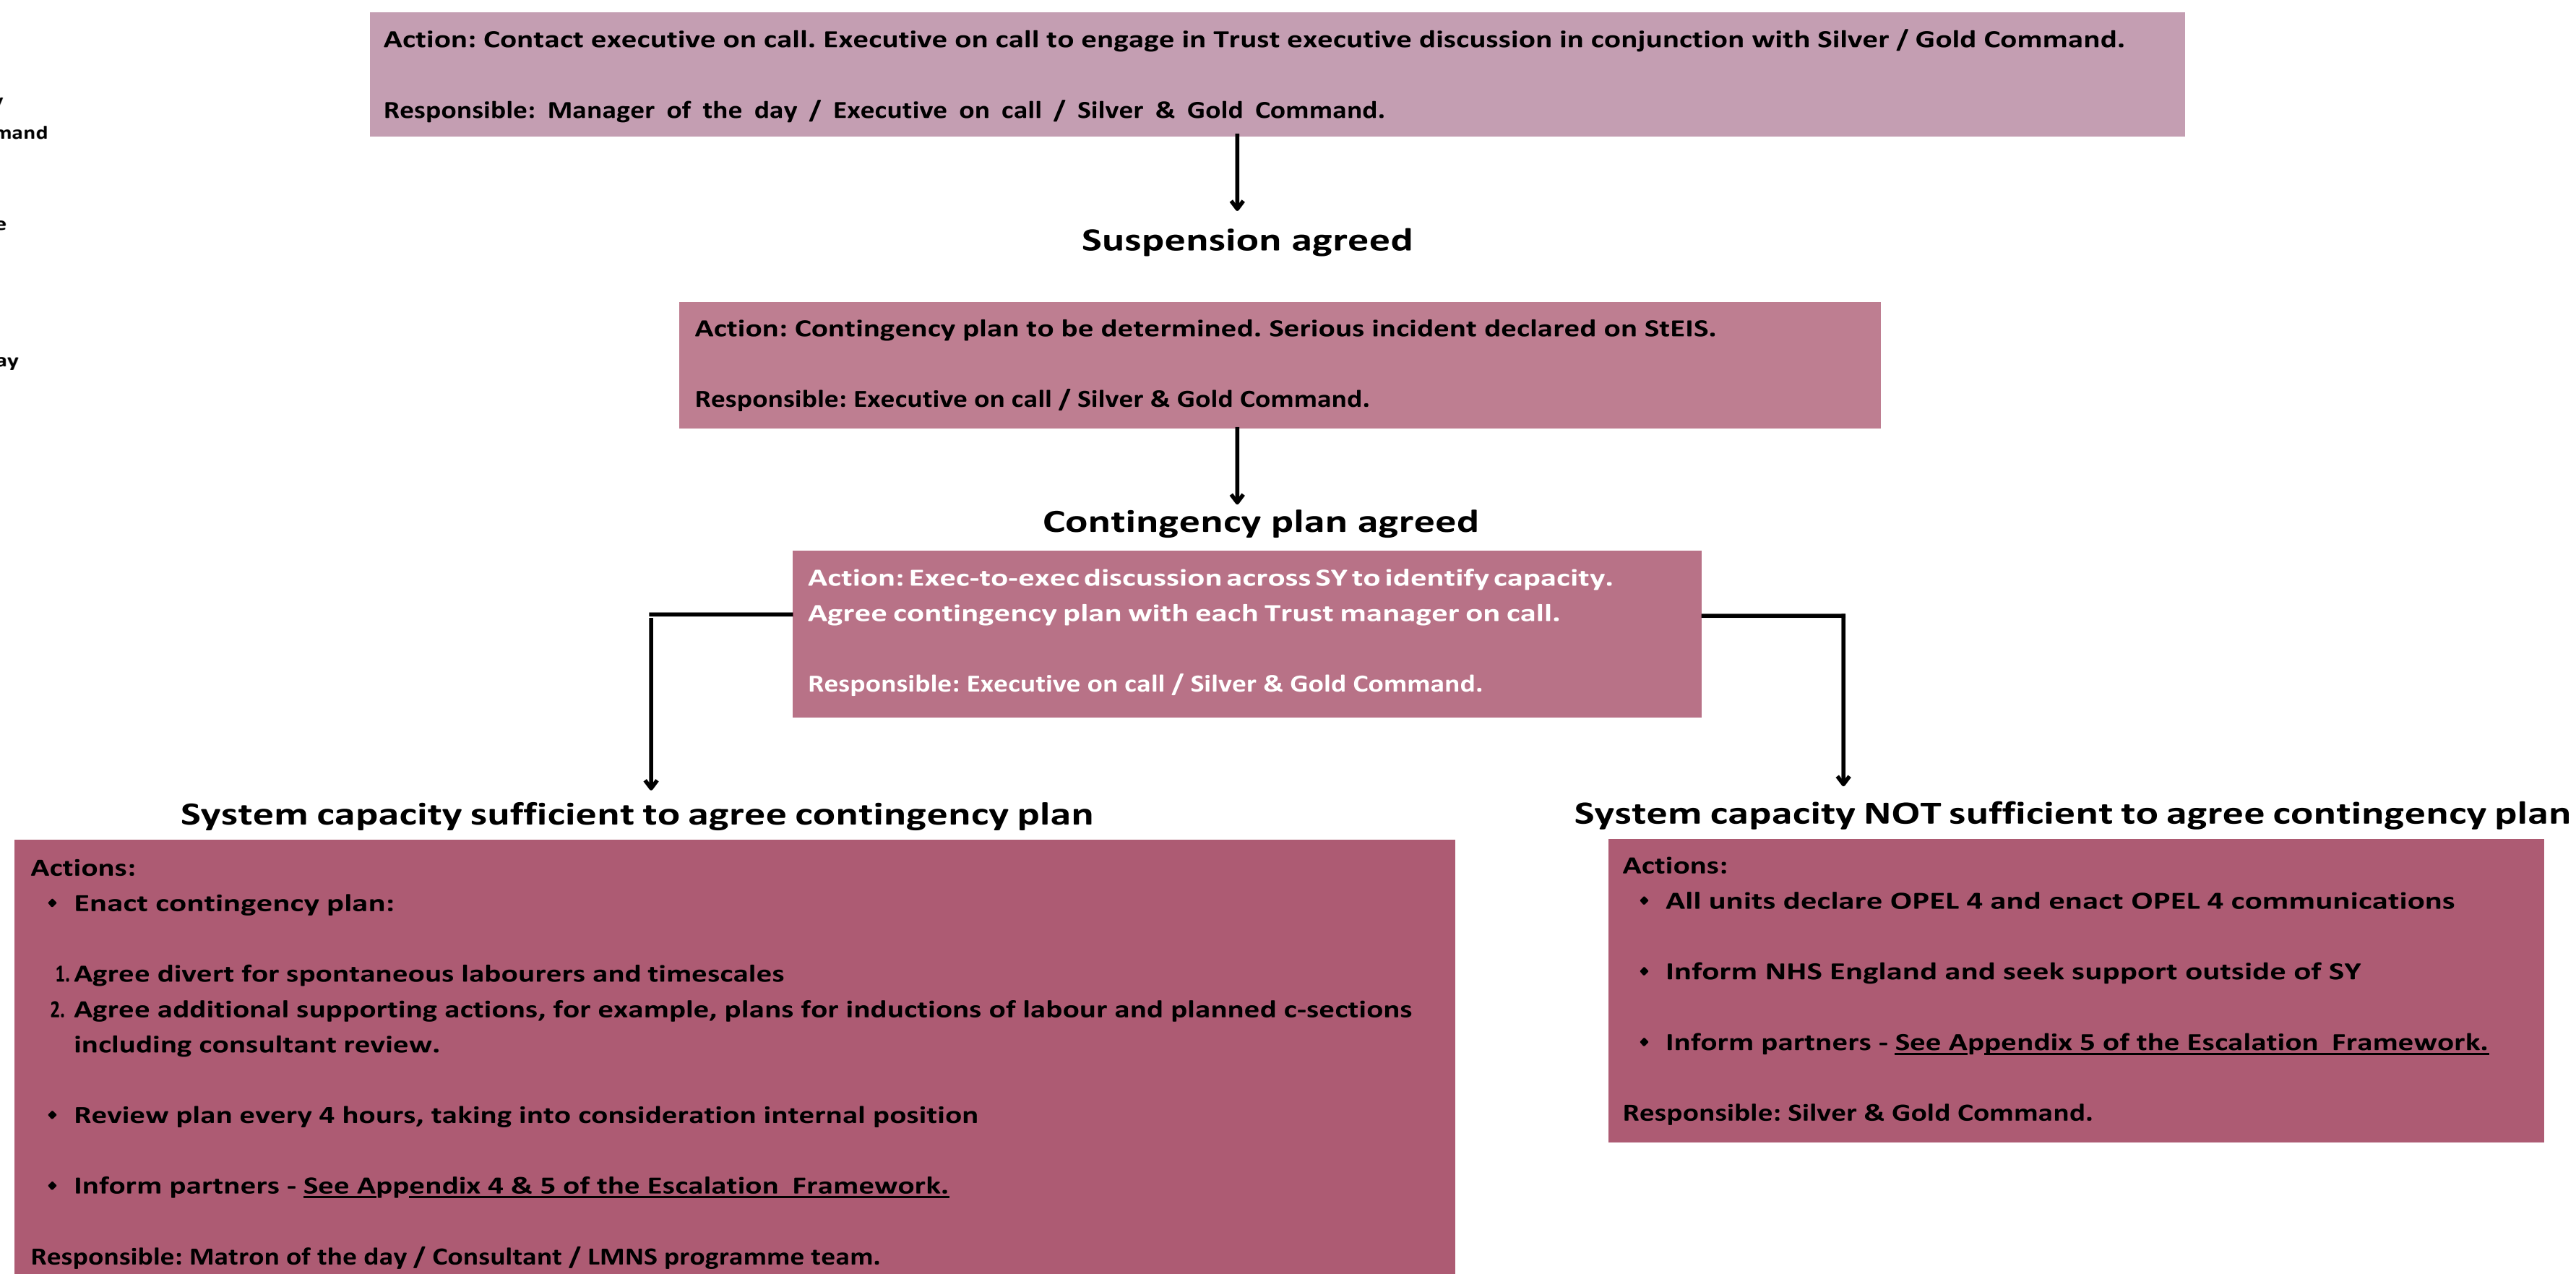 Action: Contact executive on call. Executive on call to engage in Trust executive discussion in conjunction with Silver / Gold Command.
Responsible: Manager of the day / Executive on call / Silver & Gold Command.
Suspension agreed
Action: Contingency plan to be determined. Serious incident declared on StEIS.
Responsible: Executive on call / Silver & Gold Command.
Contingency plan agreed
Action: Exec-to-exec discussion across SY to identify capacity.
Agree contingency plan with each Trust manager on call.
Responsible: Executive on call / Silver & Gold Command.
System capacity sufficient to agree contingency plan
Actions:
• Enact contingency plan:
1. Agree divert for spontaneous labourers and timescales
2. Agree additional supporting actions, for example, plans for inductions of labour and planned c-sections
including consultant review.
• Review plan every 4 hours, taking into consideration internal position
• Inform partners - See Appendix 4 & 5 of the Escalation Framework.
Responsible: Matron of the day / Consultant / LMNS programme team.
System capacity NOT sufficient to agree contingency plan
Actions:
• All units declare OPEL 4 and enact OPEL 4 communications
• Inform NHS England and seek support outside of SY
• Inform partners - See Appendix 5 of the Escalation Framework.
Responsible: Silver & Gold Command.